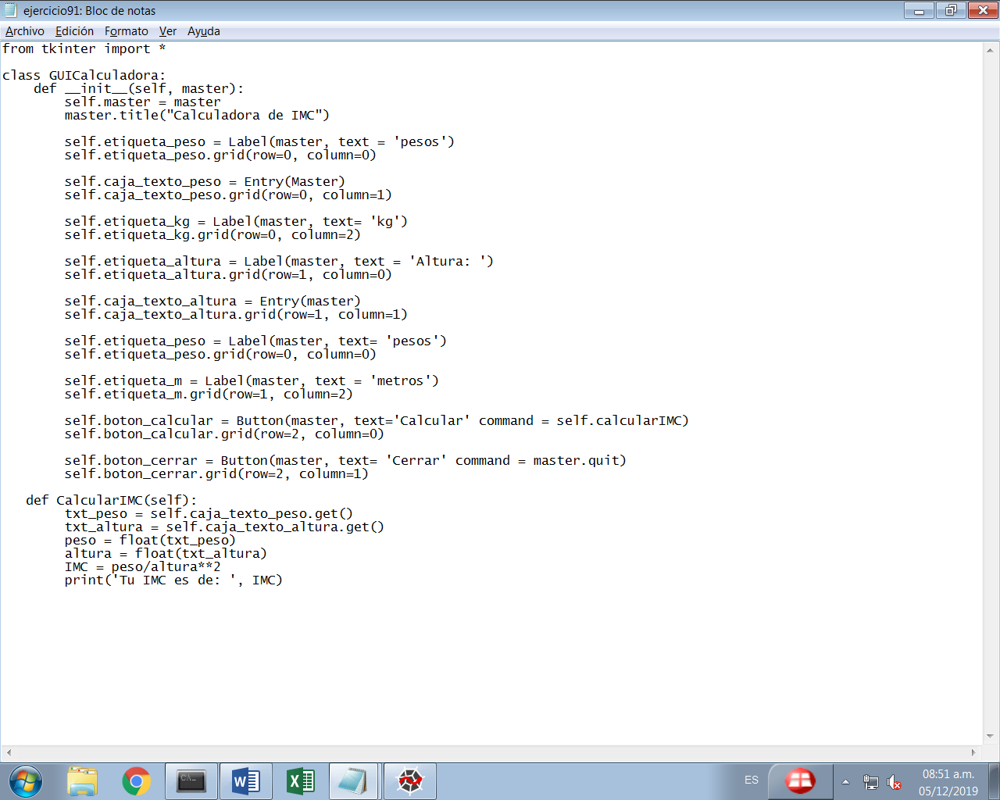 ejercicio91: Bloc de notas
Archivo Edición Formato Ver Ayuda
from tkinter import *

class GUICalculadora:
    def __init__(self, master):
        self.master = master
        master.title("Calculadora de IMC")

        self.etiqueta_peso = Label(master, text = 'pesos')
        self.etiqueta_peso.grid(row=0, column=0)

        self.caja_texto_peso = Entry(Master)
        self.caja_texto_peso.grid(row=0, column=1)

        self.etiqueta_kg = Label(master, text= 'kg')
        self.etiqueta_kg.grid(row=0, column=2)

        self.etiqueta_altura = Label(master, text = 'Altura: ')
        self.etiqueta_altura.grid(row=1, column=0)

        self.caja_texto_altura = Entry(master)
        self.caja_texto_altura.grid(row=1, column=1)

        self.etiqueta_peso = Label(master, text= 'pesos')
        self.etiqueta_peso.grid(row=0, column=0)

        self.etiqueta_m = Label(master, text = 'metros')
        self.etiqueta_m.grid(row=1, column=2)

        self.boton_calcular = Button(master, text='Calcular' command = self.calcularIMC)
        self.boton_calcular.grid(row=2, column=0)

        self.boton_cerrar = Button(master, text= 'Cerrar' command = master.quit)
        self.boton_cerrar.grid(row=2, column=1)

   def CalcularIMC(self):
        txt_peso = self.caja_texto_peso.get()
        txt_altura = self.caja_texto_altura.get()
        peso = float(txt_peso)
        altura = float(txt_altura)
        IMC = peso/altura**2
        print('Tu IMC es de: ', IMC)
C:\_
ES
08:51 a.m.
05/12/2019